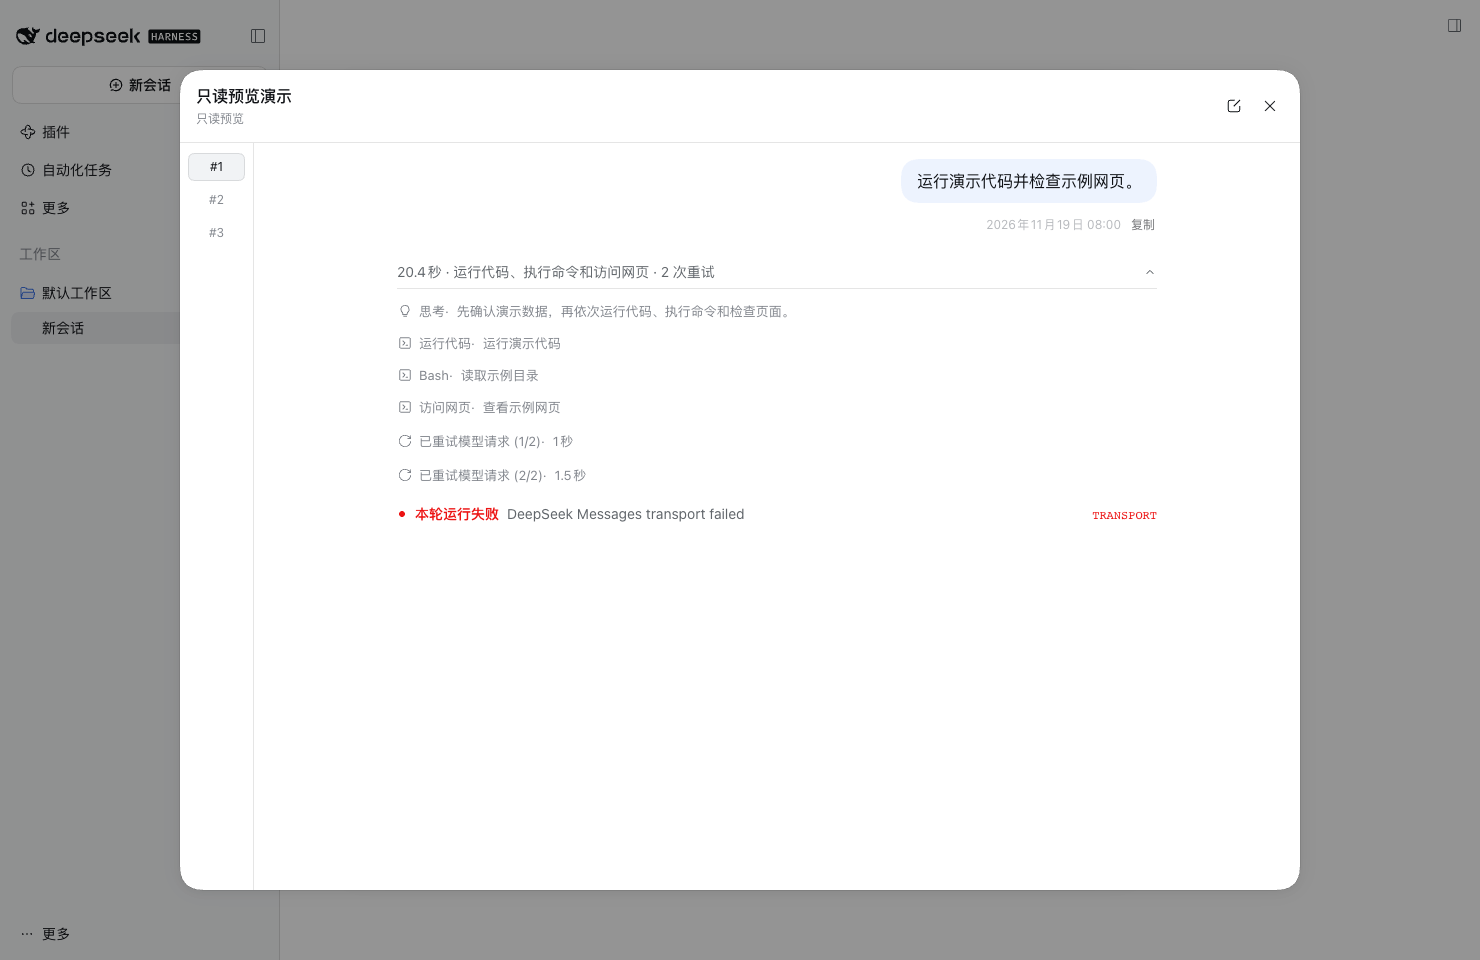 deepseek HARNESS
新会话
插件
自动化任务
更多
工作区
默认工作区
新会话
更多
只读预览演示
只读预览
#1
#2
#3
运行演示代码并检查示例网页。
2026年11月19日 08:00 复制
20.4秒 · 运行代码、执行命令和访问网页 · 2 次重试
思考· 先确认演示数据，再依次运行代码、执行命令和检查页面。
运行代码· 运行演示代码
Bash· 读取示例目录
访问网页· 查看示例网页
已重试模型请求 (1/2)· 1秒
已重试模型请求 (2/2)· 1.5秒
本轮运行失败 DeepSeek Messages transport failed TRANSPORT